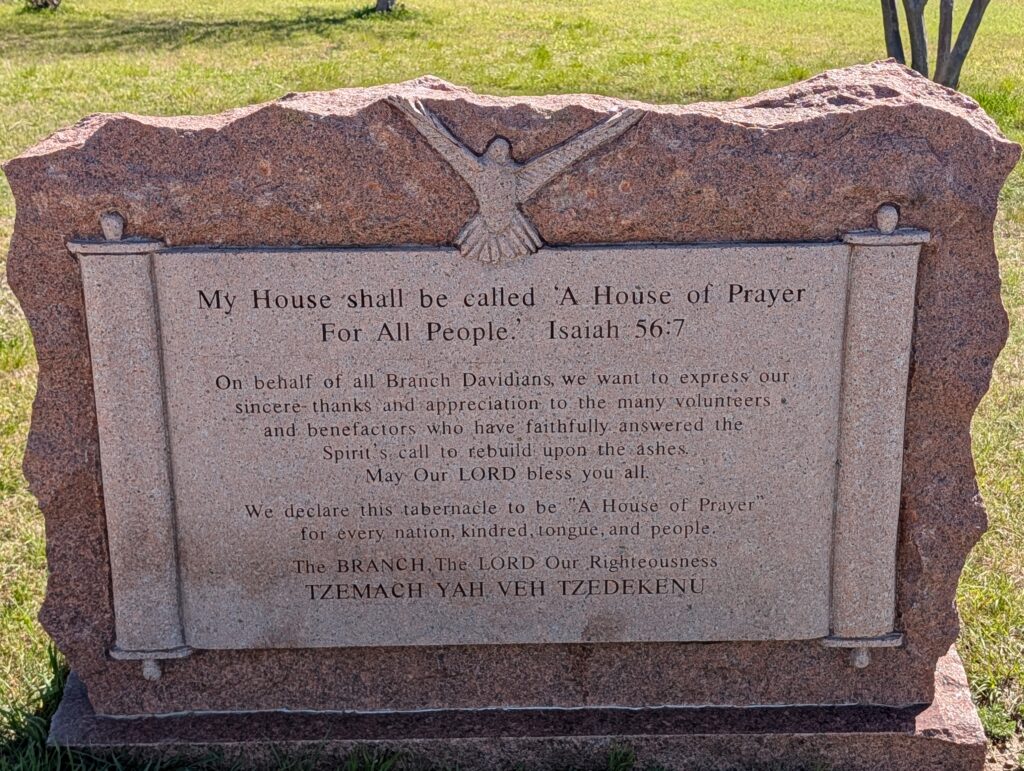 My House shall be called 'A House of Prayer
For All People.' Isaiah 56:7
On behalf of all Branch Davidians, we want to express our
sincere thanks and appreciation to the many volunteers
and benefactors who have faithfully answered the
Spirit's call to rebuild upon the ashes.
May Our LORD bless you all.
We declare this tabernacle to be "A House of Prayer"
for every nation, kindred, tongue, and people.
The BRANCH, The LORD Our Righteousness
TZEMACH YAH VEH TZEDEKENU